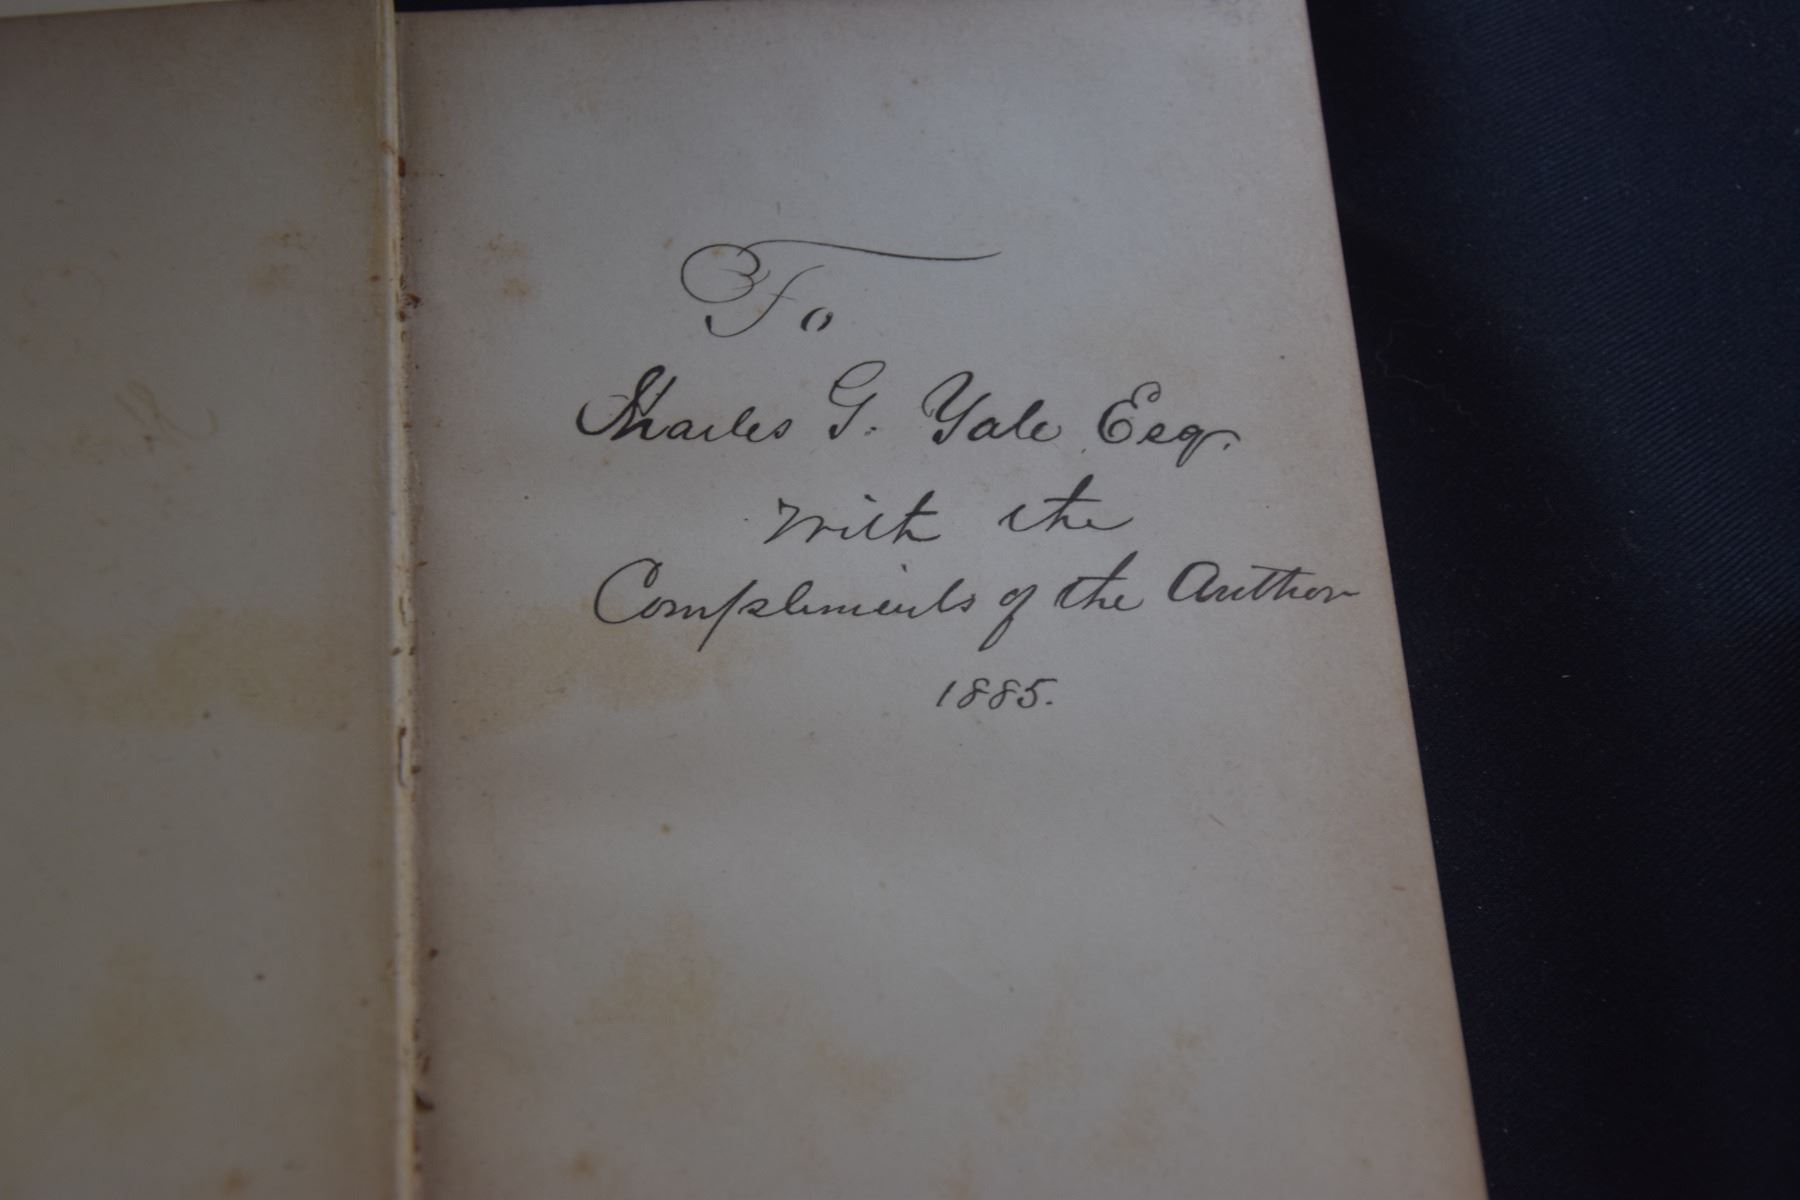 To
Charles G. Yale Esq.
With the
Compliments of the Author
1885.